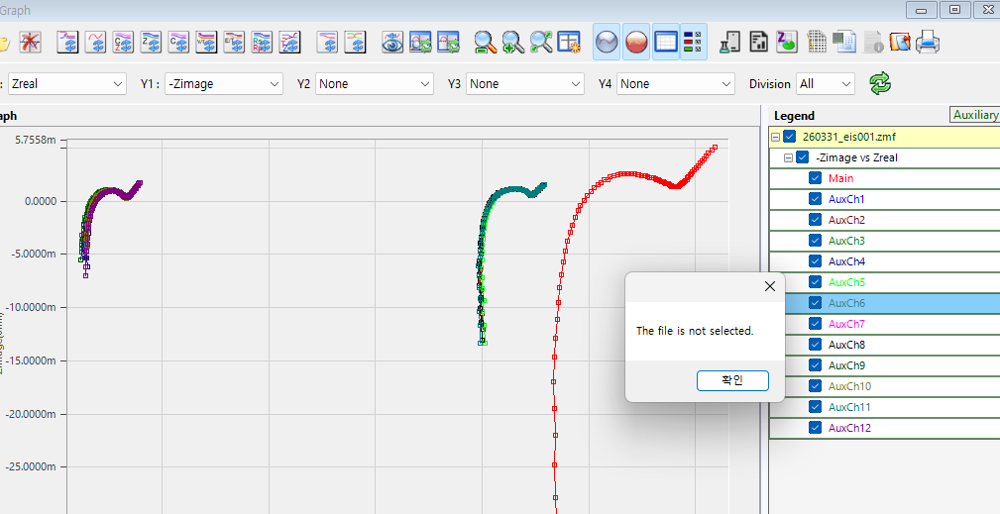 Graph
: Zreal Y1 : -Zimage Y2 None Y3 None Y4 None Division All
aph
Legend Auxiliary
5.7558m
0.0000
-5.0000m
-10.0000m
-15.0000m
-20.0000m
-25.0000m
260331_eis001.zmf
-Zimage vs Zreal
Main
AuxCh1
AuxCh2
AuxCh3
AuxCh4
AuxCh5
AuxCh6
AuxCh7
AuxCh8
AuxCh9
AuxCh10
AuxCh11
AuxCh12
The file is not selected.
확인